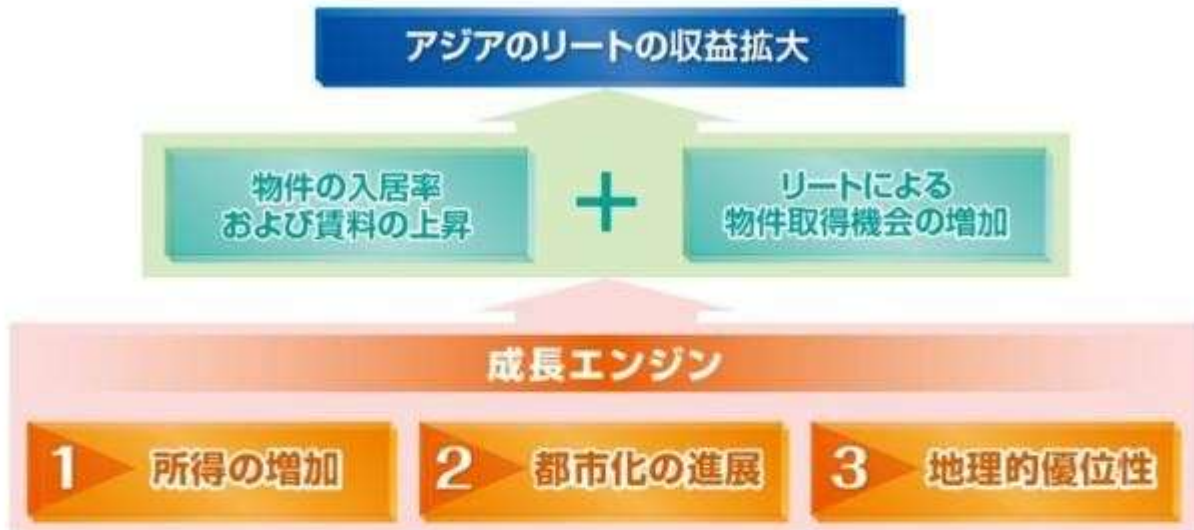 アジアのリートの収益拡大
物件の入居率
および賃料の上昇
+
リートによる
物件取得機会の増加
成長エンジン
1 所得の増加
2 都市化の進展
3 地理的優位性